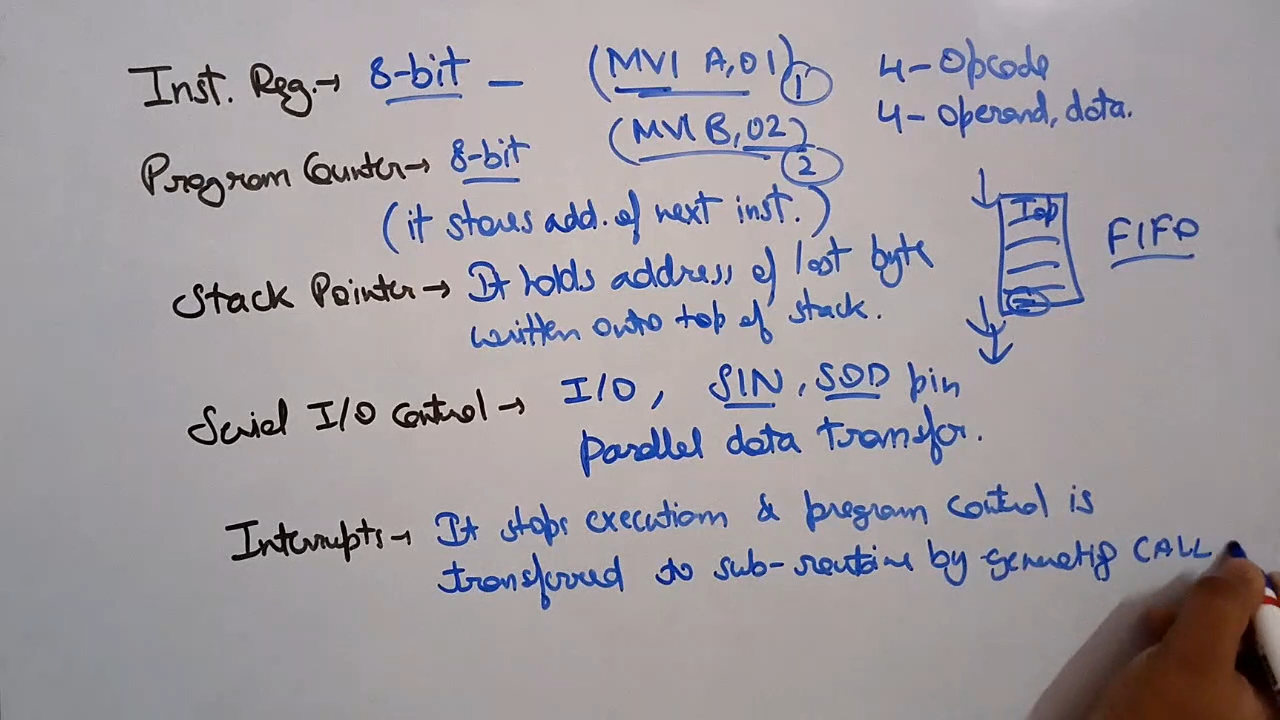 Inst. Reg.→ 8-bit — (MVI A,01) 1
4- Opcode
(MVI B,02) 2
4- Operand, data.
Program Counter→ 8-bit
(it stores add. of next inst.)
Top
FIFO
Stack Pointer → It holds address of last byte
written onto top of stack.
Serial I/O Control → I/O, SIN, SOD pin
parallel data transfer.
Interrupts→ It stops execution & program control is
transferred to sub-routine by CALL